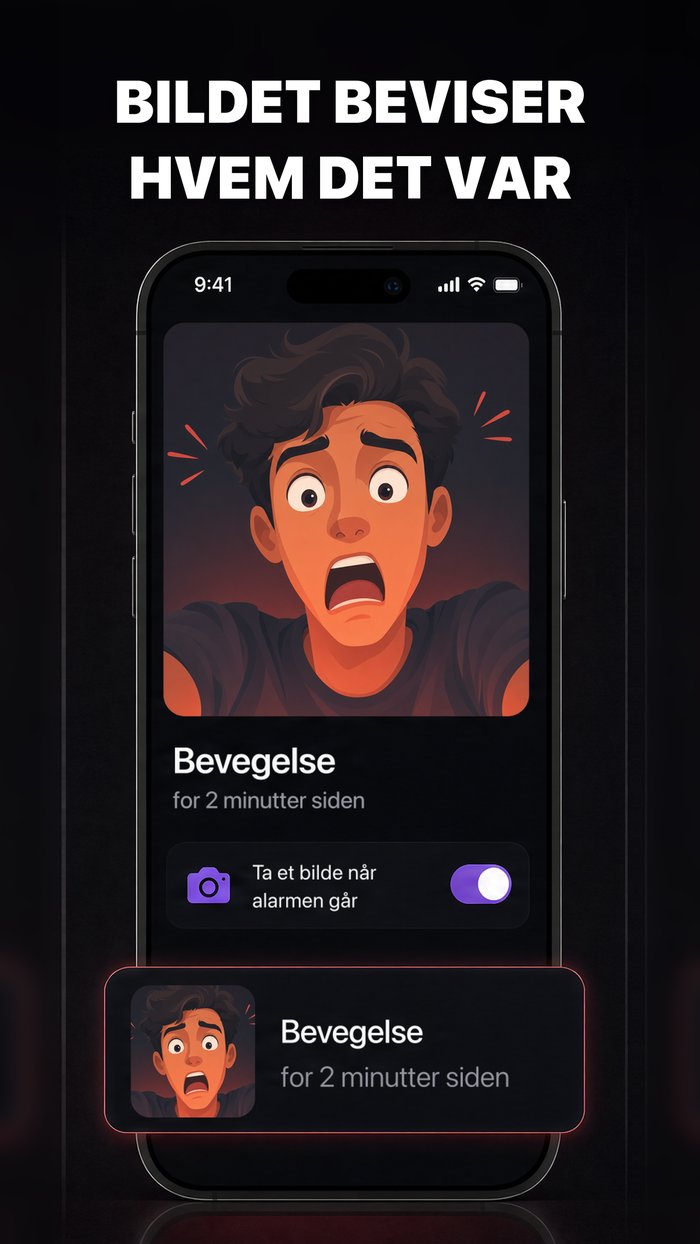 BILDET BEVISER
HVEM DET VAR
9:41
Bevegelse
for 2 minutter siden
Ta et bilde når
alarmen går
Bevegelse
for 2 minutter siden